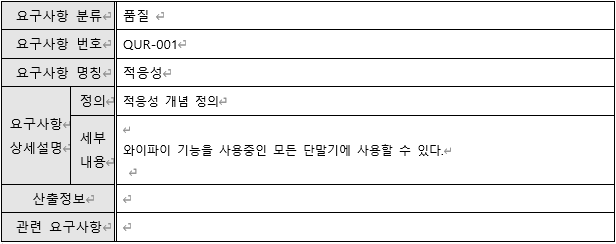 요구사항 분류 품질
요구사항 번호 QUR-001
요구사항 명칭 적응성
요구사항 상세설명 정의 적응성 개념 정의
세부 내용 와이파이 기능을 사용중인 모든 단말기에 사용할 수 있다.
산출정보
관련 요구사항